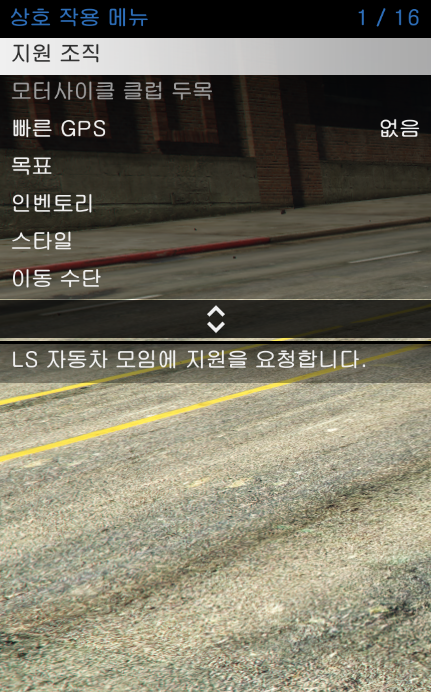 상호 작용 메뉴 1 / 16
지원 조직
모터사이클 클럽 두목
빠른 GPS 없음
목표
인벤토리
스타일
이동 수단
LS 자동차 모임에 지원을 요청합니다.